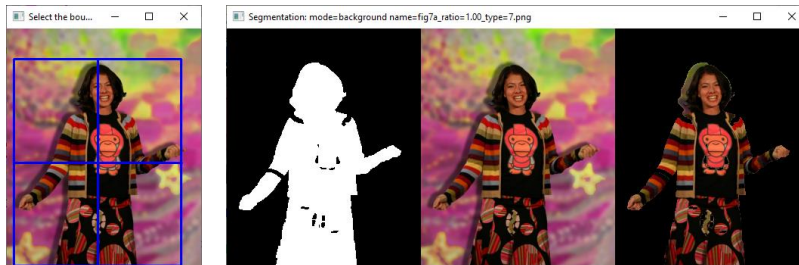 Select the bou...
Segmentation: mode=background name=fig7a_ratio=1.00_type=7.png